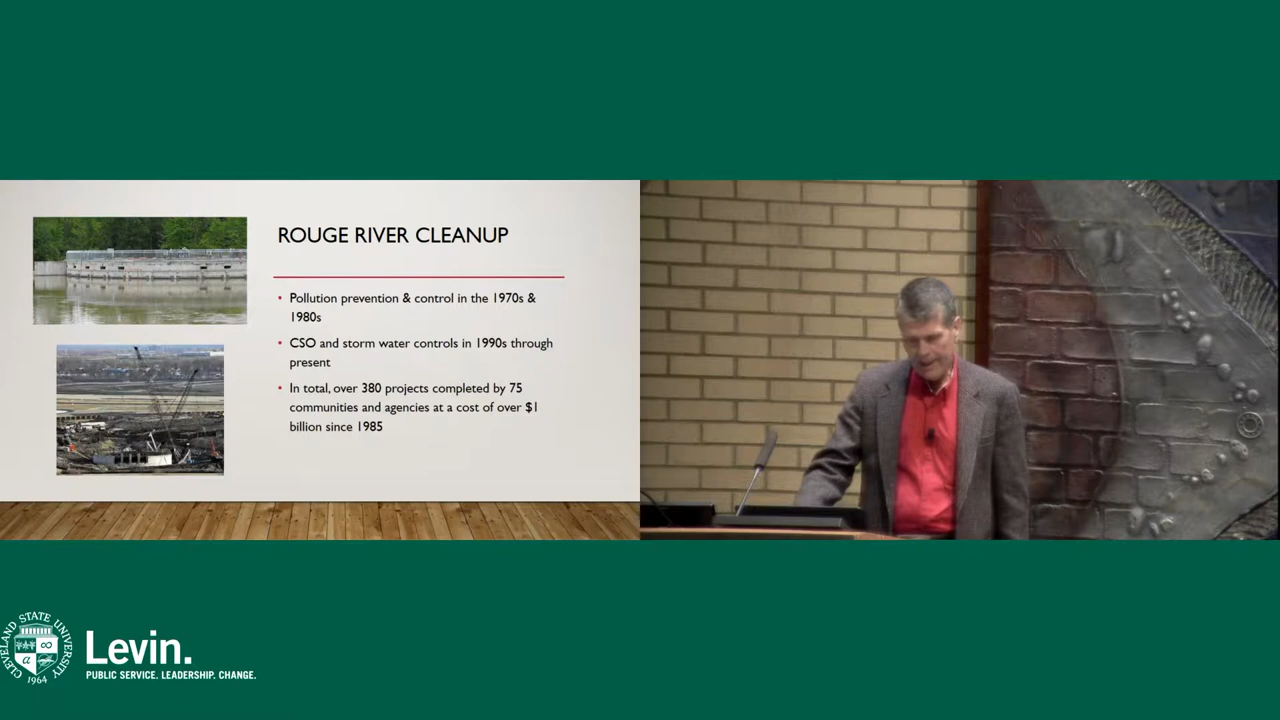 ROUGE RIVER CLEANUP
• Pollution prevention & control in the 1970s &
1980s
• CSO and storm water controls in 1990s through
present
• In total, over 380 projects completed by 75
communities and agencies at a cost of over $1
billion since 1985
CLEVELAND STATE UNIVERSITY
1964
Levin.
PUBLIC SERVICE. LEADERSHIP. CHANGE.